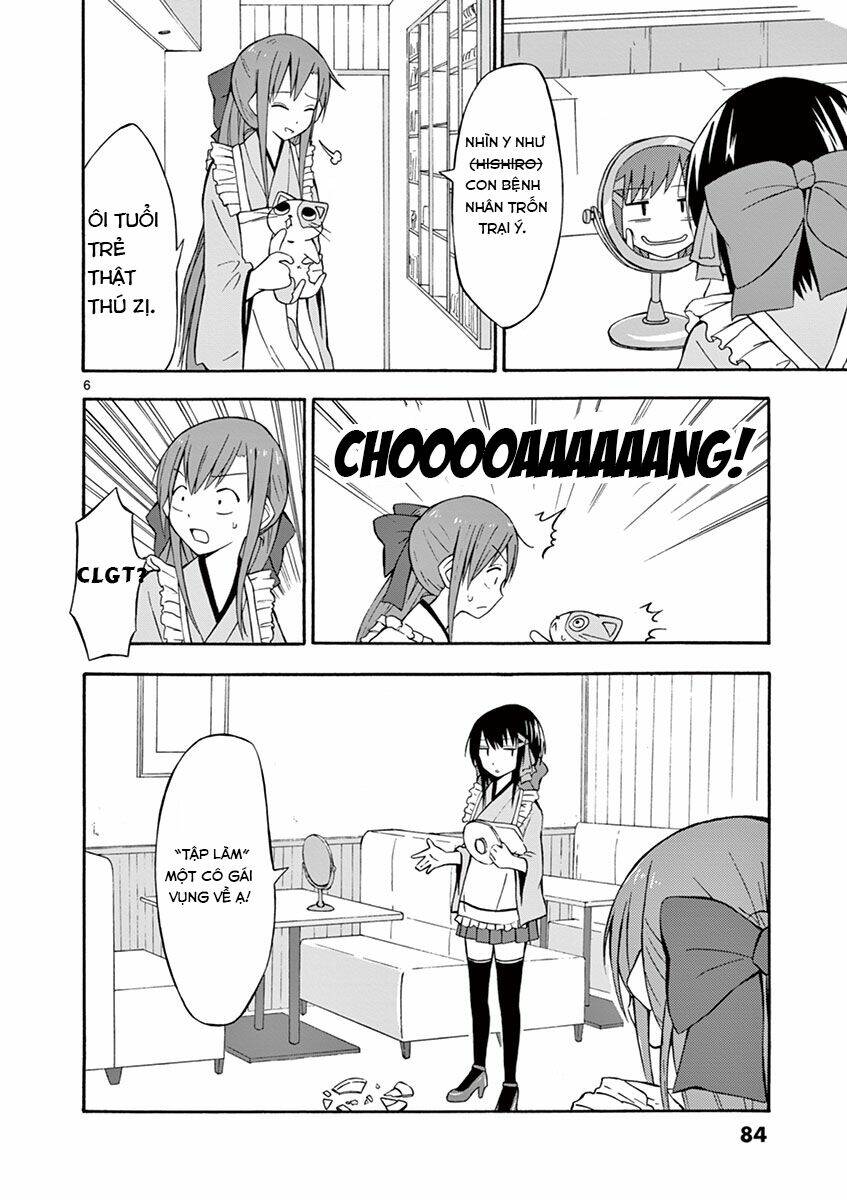 NHÌN Y NHƯ
(HISHIRO)
CON BỆNH
NHÂN TRỐN
TRẠI Ý.
ÔI TUỔI
TRẺ
THẬT
THÚ ZỊ.
6
CHOOOOAAAAAAANG!
CLGT?
"TẬP LÀM"
MỘT CÔ GÁI
VỤNG VỀ Ạ!
84